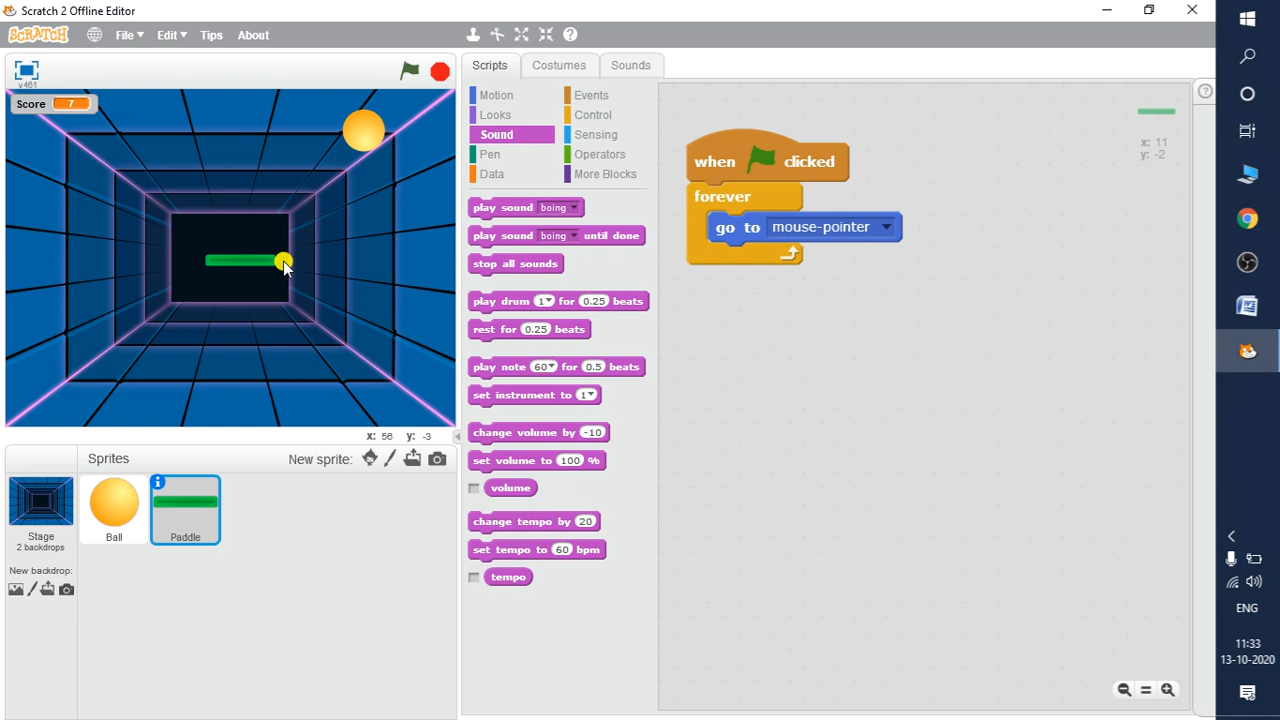 Scratch 2 Offline Editor
SCRATCH File Edit Tips About
v461
Score 7
x: 56 y: -3
Sprites New sprite:
Stage
2 backdrops
New backdrop:
Ball
Paddle
Scripts Costumes Sounds
Motion Events
Looks Control
Sound Sensing
Pen Operators
Data More Blocks
play sound boing
play sound boing until done
stop all sounds
play drum 1 for 0.25 beats
rest for 0.25 beats
play note 60 for 0.5 beats
set instrument to 1
change volume by -10
set volume to 100 %
volume
change tempo by 20
set tempo to 60 bpm
tempo
when clicked
forever
go to mouse-pointer
x: 11
y: -2
ENG
11:33
13-10-2020